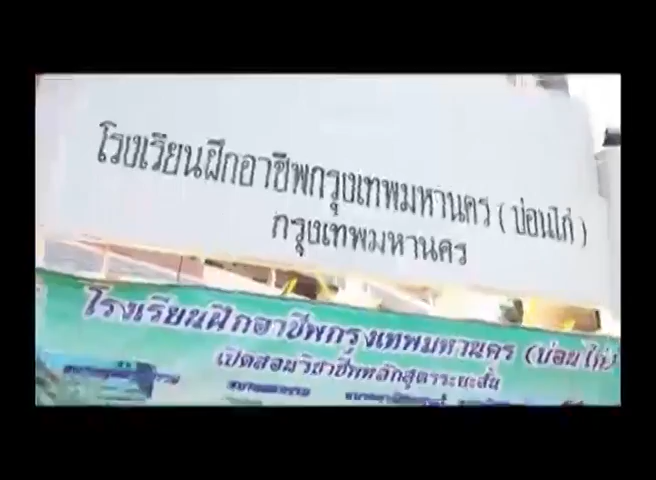 โรงเรียนฝึกอาชีพกรุงเทพมหานคร ( บ่อนไก่ )
กรุงเทพมหานคร
โรงเรียนฝึกอาชีพกรุงเทพมหานคร (บ่อนไก่)
เปิดสอนวิชาชีพหลักสูตรระยะสั้น